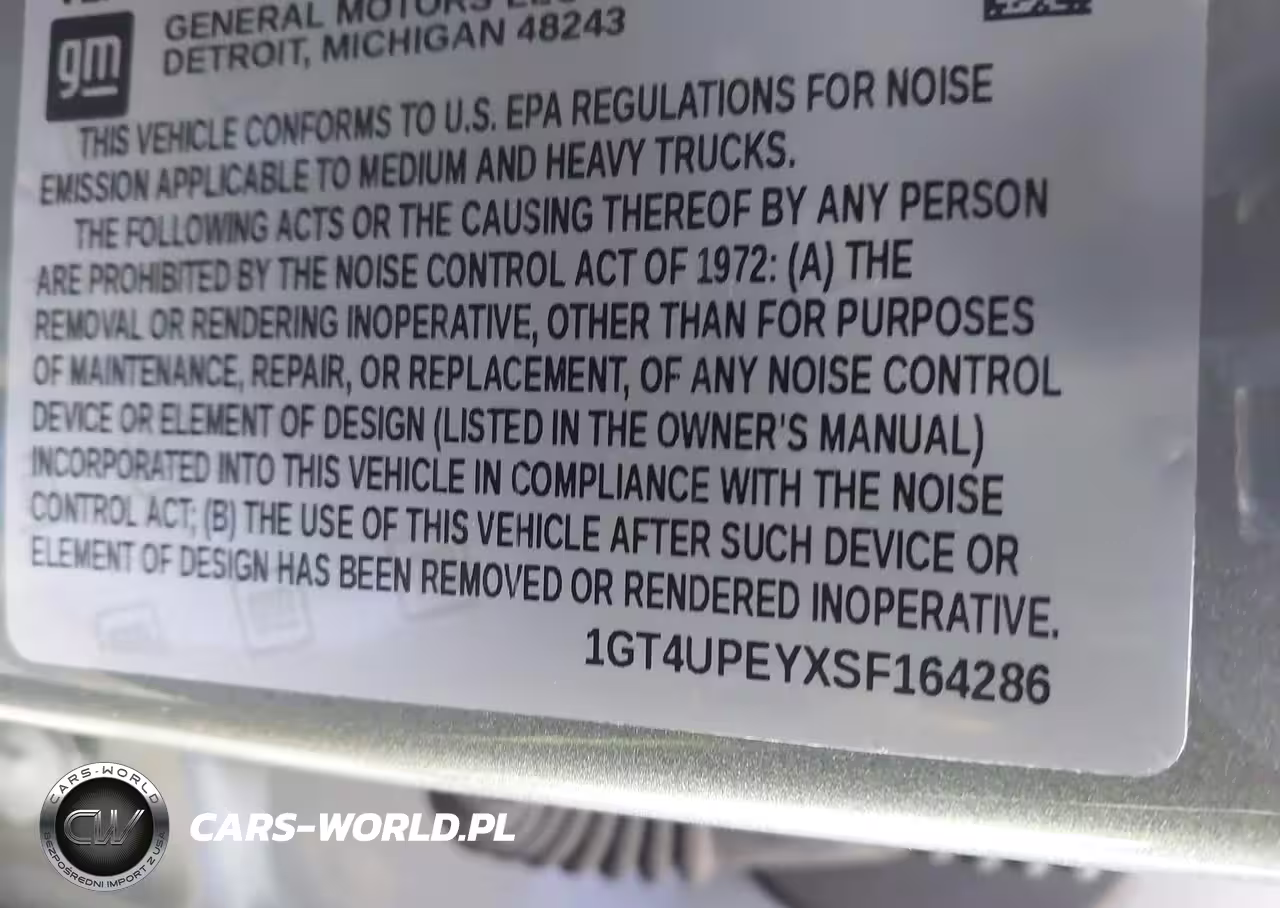 gm
GENERAL MOTORS LLC
DETROIT, MICHIGAN 48243
THIS VEHICLE CONFORMS TO U.S. EPA REGULATIONS FOR NOISE
EMISSION APPLICABLE TO MEDIUM AND HEAVY TRUCKS.
THE FOLLOWING ACTS OR THE CAUSING THEREOF BY ANY PERSON
ARE PROHIBITED BY THE NOISE CONTROL ACT OF 1972: (A) THE
REMOVAL OR RENDERING INOPERATIVE, OTHER THAN FOR PURPOSES
OF MAINTENANCE, REPAIR, OR REPLACEMENT, OF ANY NOISE CONTROL
DEVICE OR ELEMENT OF DESIGN (LISTED IN THE OWNER'S MANUAL)
INCORPORATED INTO THIS VEHICLE IN COMPLIANCE WITH THE NOISE
CONTROL ACT; (B) THE USE OF THIS VEHICLE AFTER SUCH DEVICE OR
ELEMENT OF DESIGN HAS BEEN REMOVED OR RENDERED INOPERATIVE.
1GT4UPEYXSF164286
CARS-WORLD
CW
BEZPOŚREDNI IMPORT Z USA
CARS-WORLD.PL